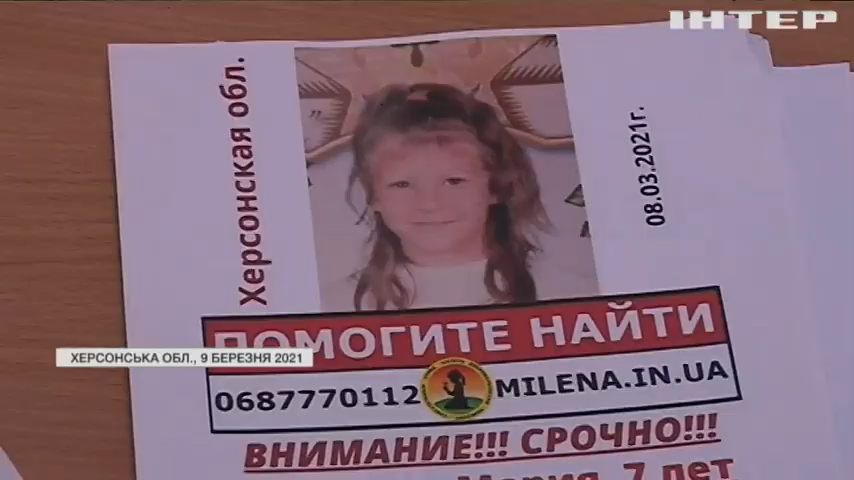 ІНТЕР
Херсонская обл.
08.03.2021г.
ПОМОГИТЕ НАЙТИ
ХЕРСОНСЬКА ОБЛ., 9 БЕРЕЗНЯ 2021
0687770112 MILENA.IN.UA
ВНИМАНИЕ!!! СРОЧНО!!!
Мария, 7 лет